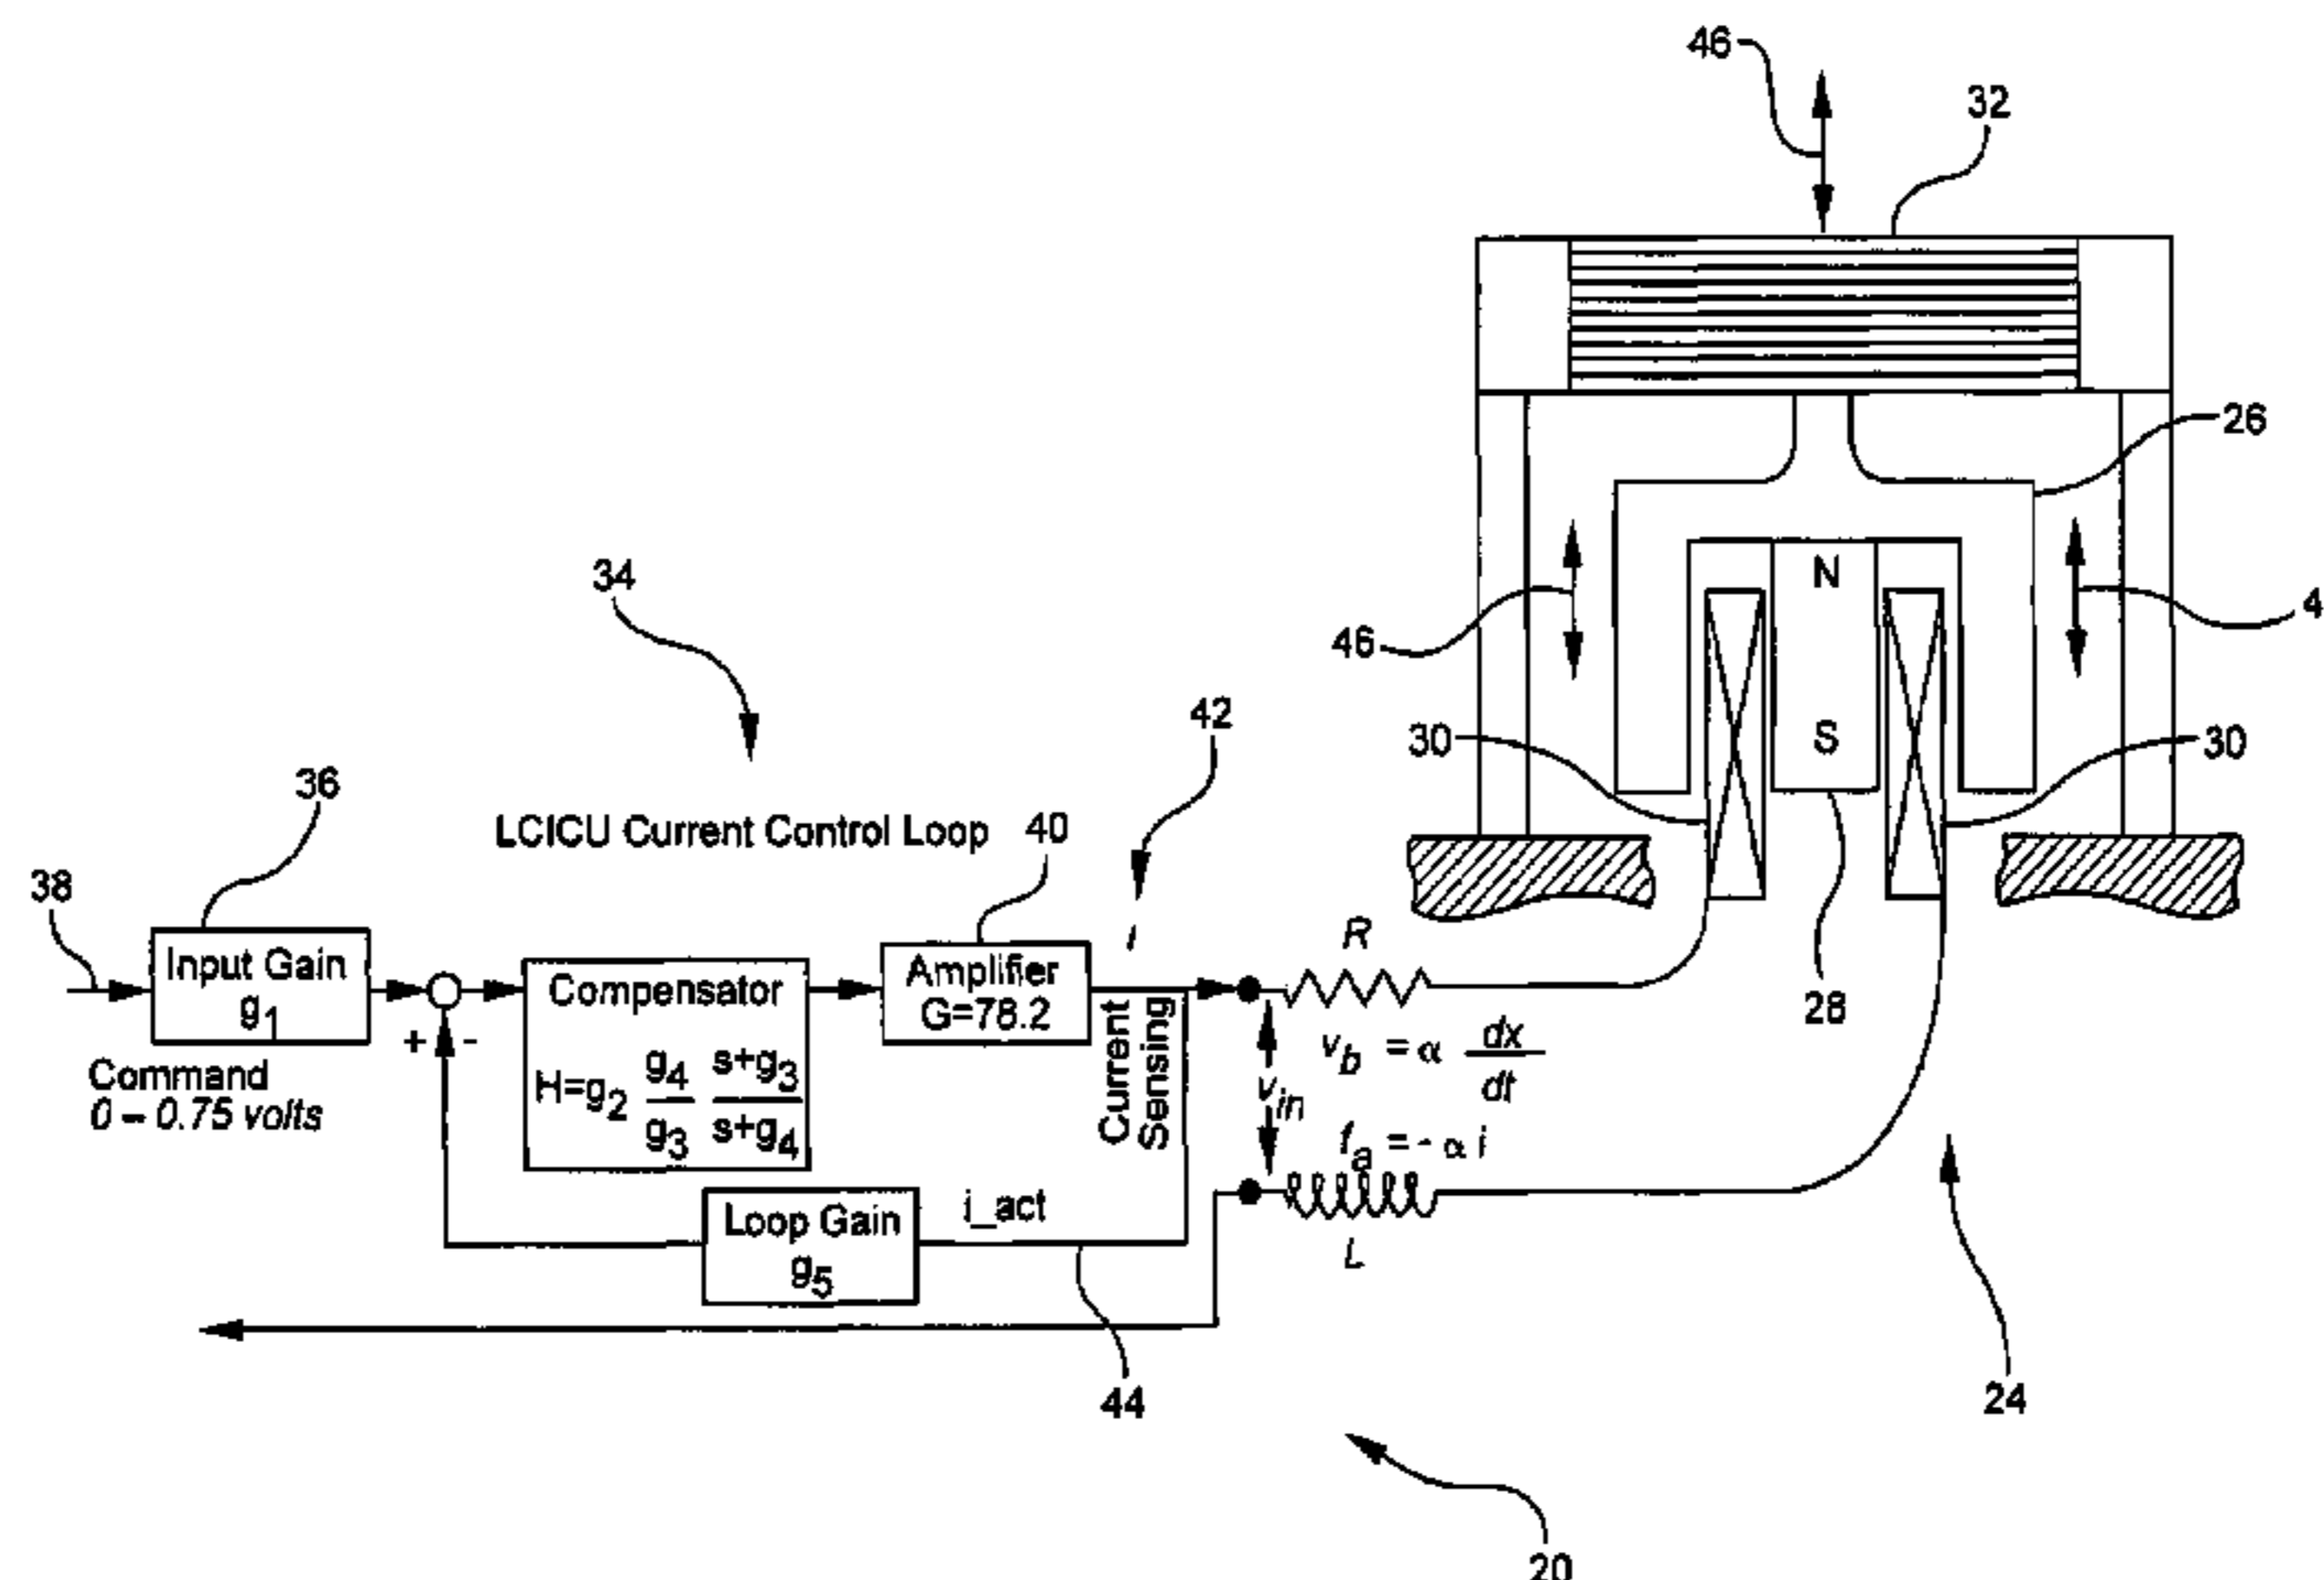 46
32
26
N
46
4
S
30
30
28
34
42
36
LCICU Current Control Loop
40
38
Input Gain
g1
Command
0 – 0.75 volts
Compensator
H=g2 g4/g3 s+g3/s+g4
Amplifier
G=78.2
i
Current
Sensing
+ -
Loop Gain
g5
i_act
R
vin
vb = α dx/dt
fa = - α i
L
44
24
20